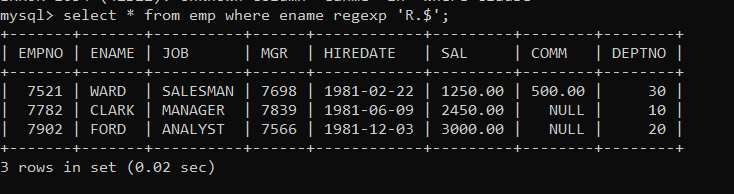 mysql> select * from emp where ename regexp 'R.$';
+-------+-------+----------+------+------------+---------+--------+--------+
| EMPNO | ENAME | JOB      | MGR  | HIREDATE   | SAL     | COMM   | DEPTNO |
+-------+-------+----------+------+------------+---------+--------+--------+
|  7521 | WARD  | SALESMAN | 7698 | 1981-02-22 | 1250.00 | 500.00 |     30 |
|  7782 | CLARK | MANAGER  | 7839 | 1981-06-09 | 2450.00 |   NULL |     10 |
|  7902 | FORD  | ANALYST  | 7566 | 1981-12-03 | 3000.00 |   NULL |     20 |
+-------+-------+----------+------+------------+---------+--------+--------+
3 rows in set (0.02 sec)